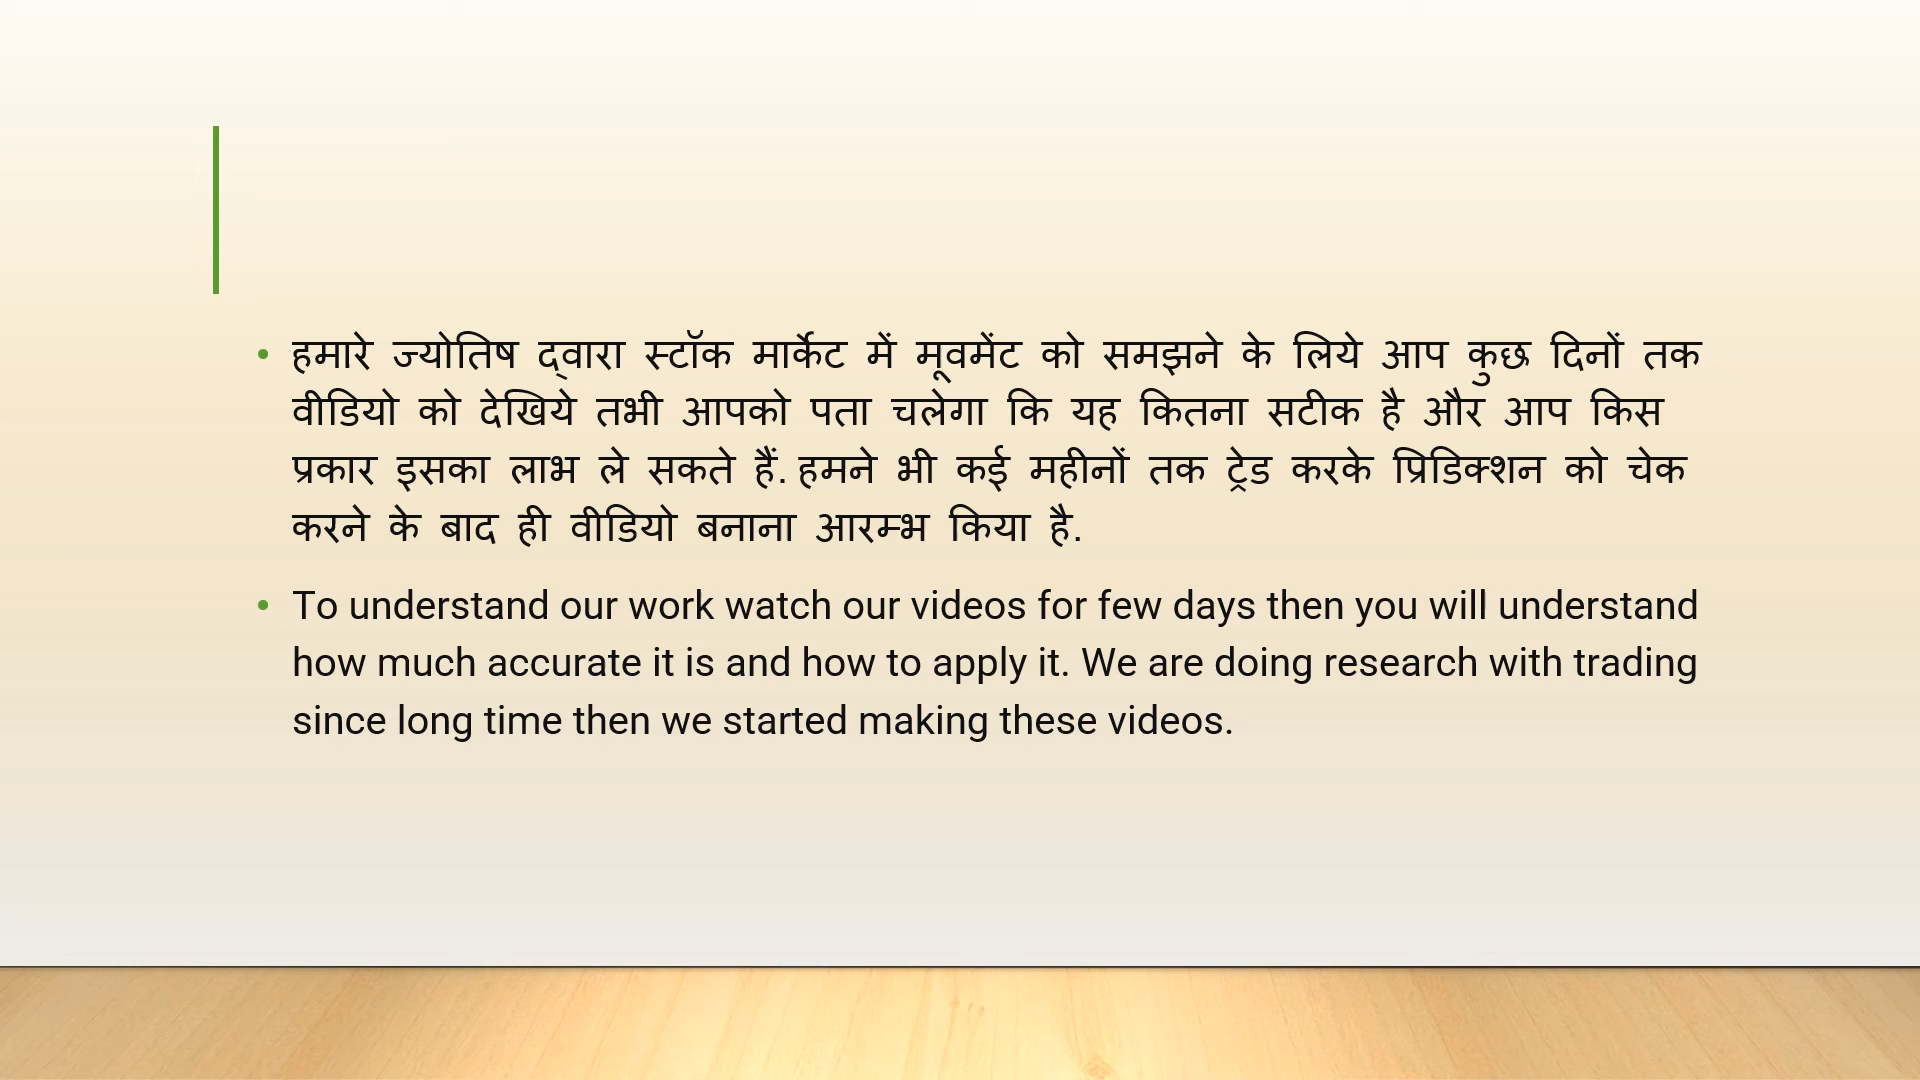 • हमारे ज्योतिष द्वारा स्टॉक मार्केट में मूवमेंट को समझने के लिये आप कुछ दिनों तक
वीडियो को देखिये तभी आपको पता चलेगा कि यह कितना सटीक है और आप किस
प्रकार इसका लाभ ले सकते हैं. हमने भी कई महीनों तक ट्रेड करके प्रिडिक्शन को चेक
करने के बाद ही वीडियो बनाना आरम्भ किया है.
• To understand our work watch our videos for few days then you will understand
how much accurate it is and how to apply it. We are doing research with trading
since long time then we started making these videos.